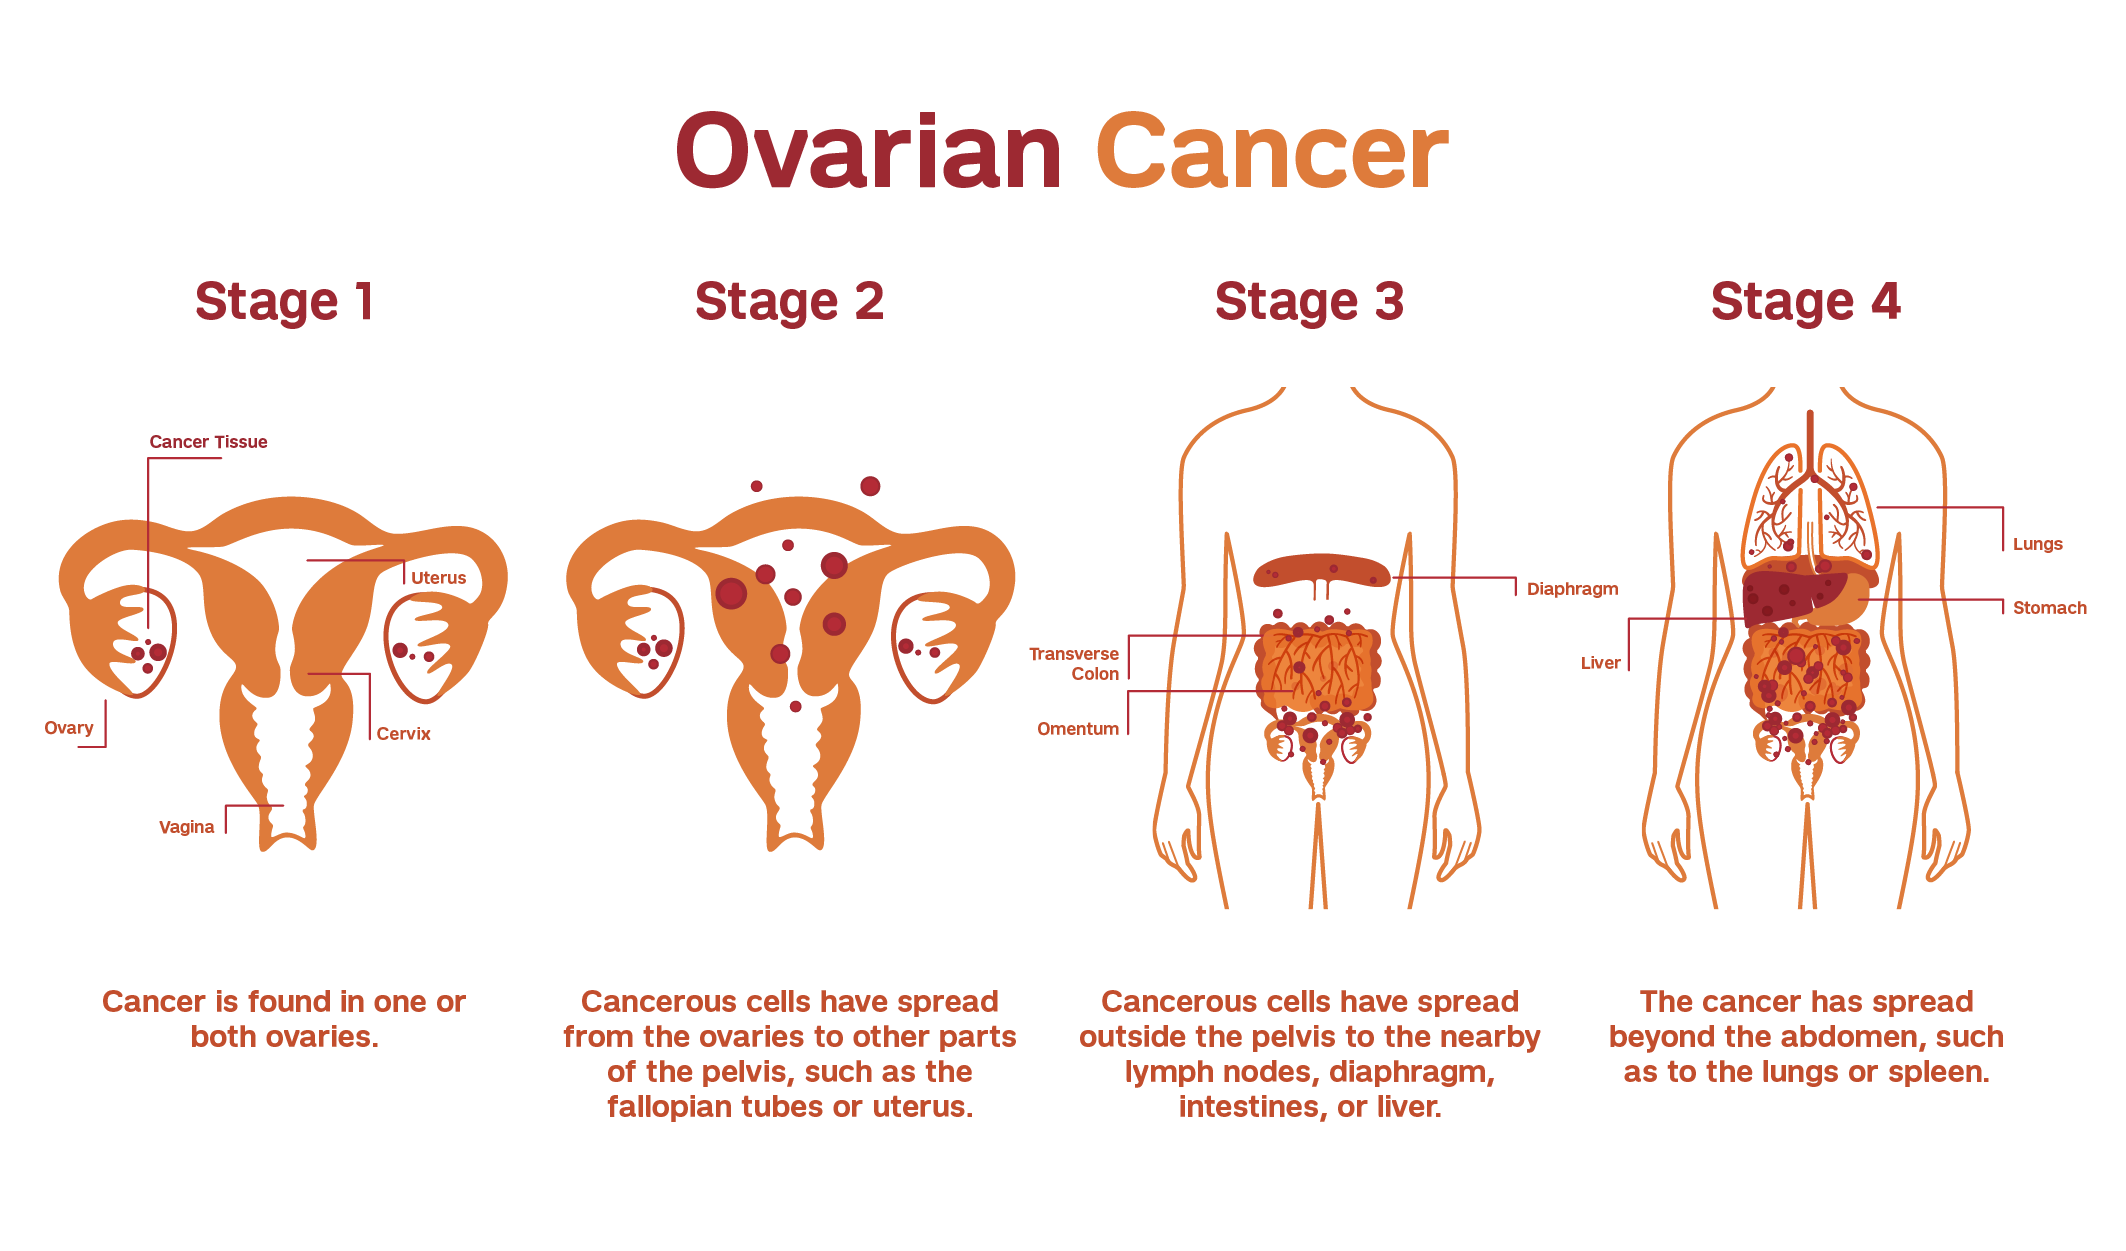 Ovarian Cancer
Stage 1
Stage 2
Stage 3
Stage 4
Cancer Tissue
Uterus
Ovary
Cervix
Vagina
Diaphragm
Transverse
Colon
Omentum
Lungs
Stomach
Liver
Cancer is found in one or
both ovaries.
Cancerous cells have spread
from the ovaries to other parts
of the pelvis, such as the
fallopian tubes or uterus.
Cancerous cells have spread
outside the pelvis to the nearby
lymph nodes, diaphragm,
intestines, or liver.
The cancer has spread
beyond the abdomen, such
as to the lungs or spleen.